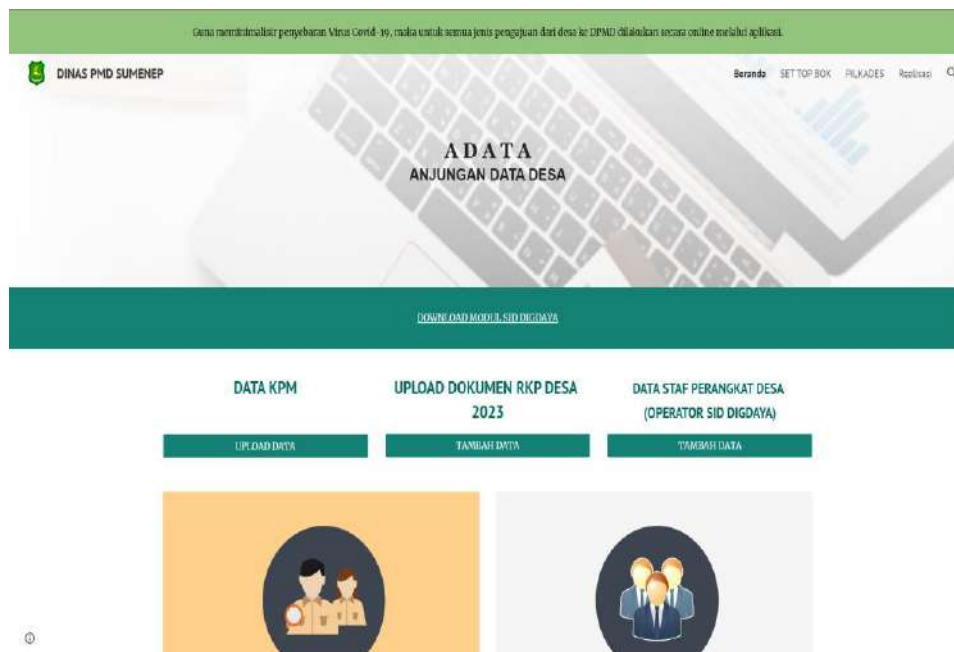 Guna meminimalisir penyebaran Virus Covid-19, maka untuk semua jenis pengajuan dari desa ke DPMD dilakukan secara online melalui aplikasi.
DINAS PMD SUMENEP
Beranda SET TOP BOX PILKADES Replikasi
ADATA
ANJUNGAN DATA DESA
DOWNLOAD MODUL SID DIGDAYA
DATA KPM
UPLOAD DATA
UPLOAD DOKUMEN RKP DESA
2023
TAMBAH DATA
DATA STAF PERANGKAT DESA
(OPERATOR SID DIGDAYA)
TAMBAH DATA